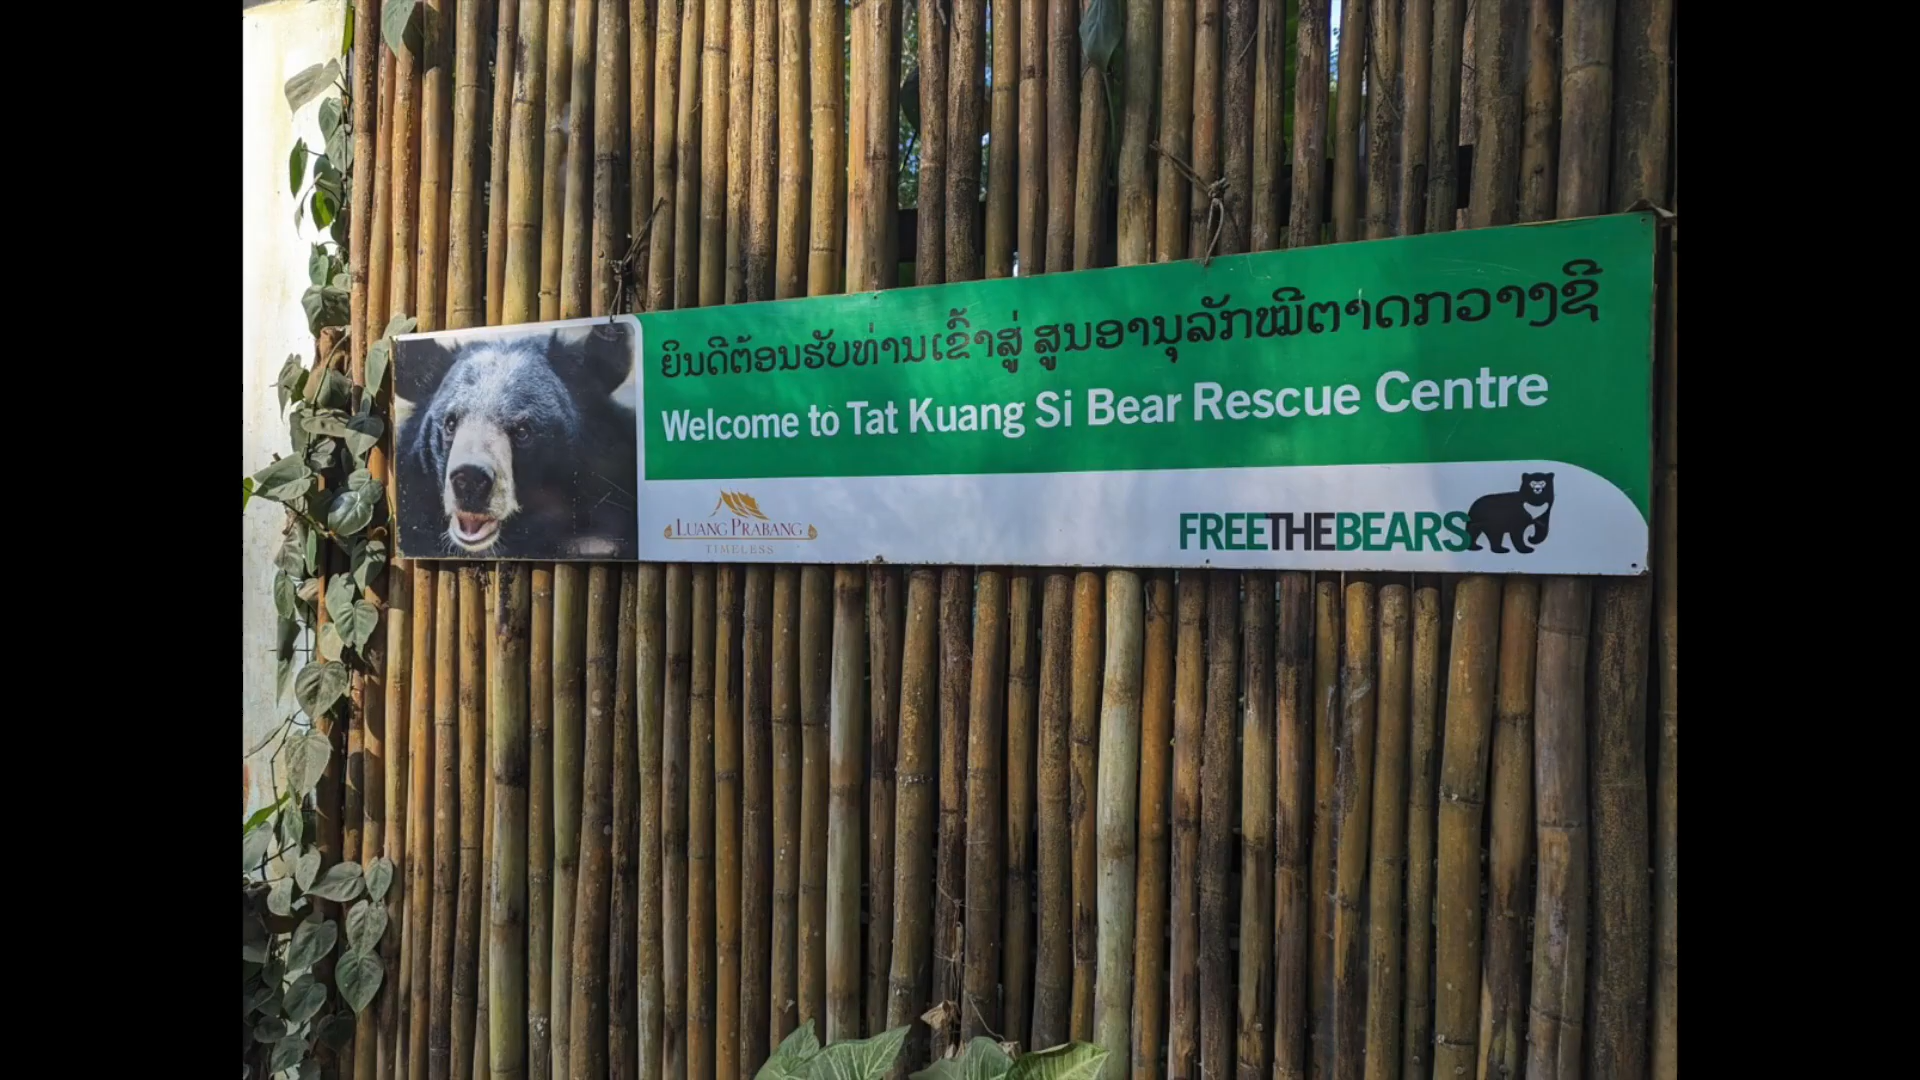 ຍິນດີຕ້ອນຮັບທ່ານເຂົ້າສູ່ ສູນອານຸລັກໝີຕາດກວາງຊີ
Welcome to Tat Kuang Si Bear Rescue Centre
LUANG PRABANG
TIMELESS
FREETHEBEARS